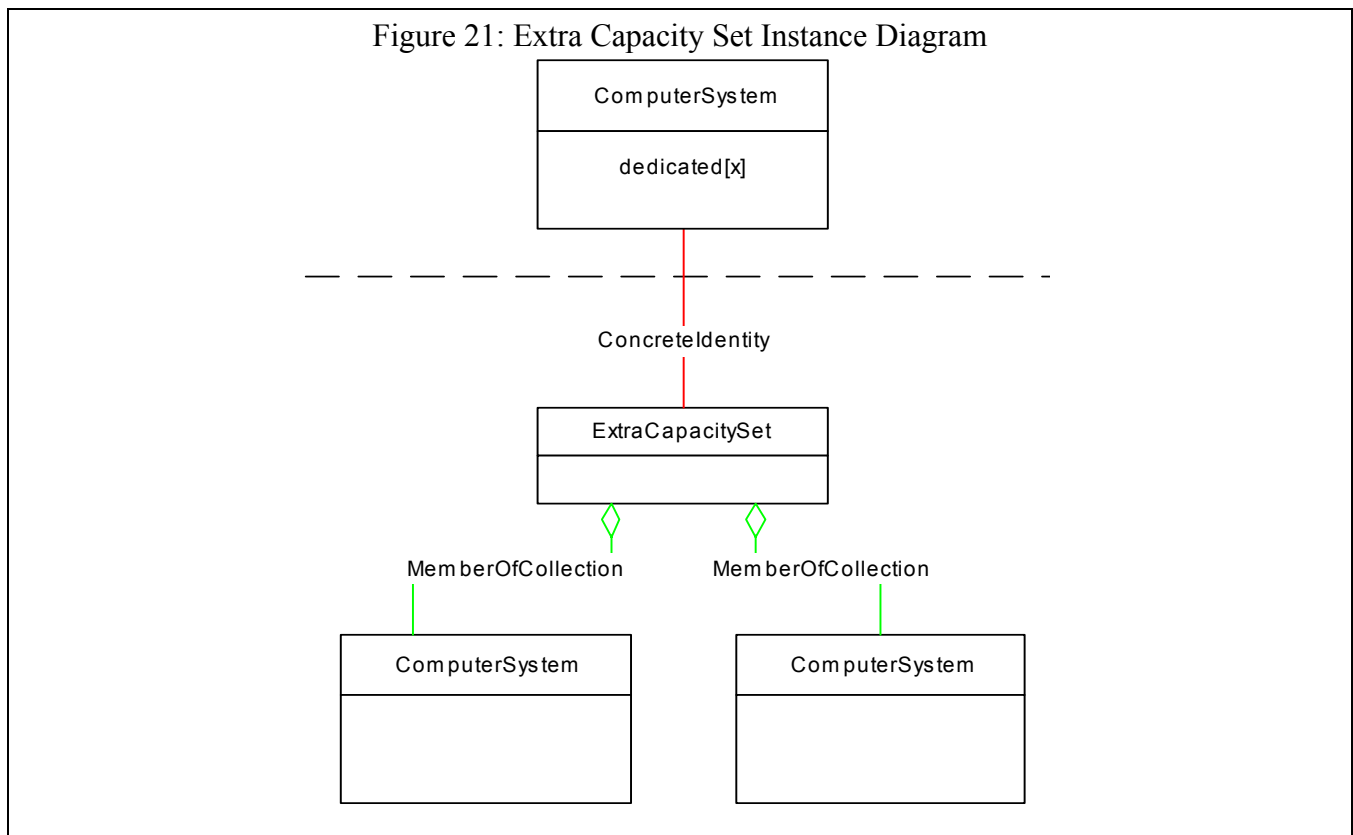 Figure 21: Extra Capacity Set Instance Diagram
ComputerSystem
dedicated[x]
ConcreteIdentity
ExtraCapacitySet
MemberOfCollection MemberOfCollection
ComputerSystem ComputerSystem